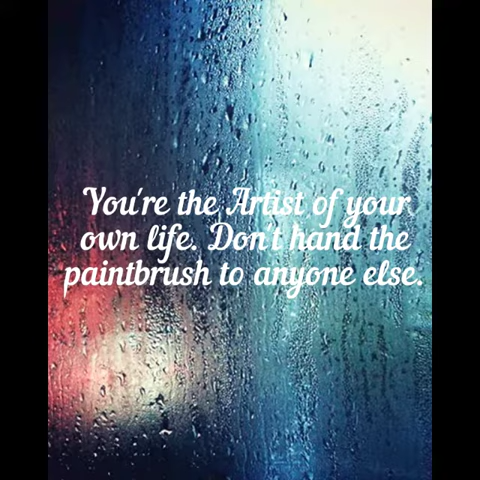 You're the Artist of your
own life. Don't hand the
paintbrush to anyone else.